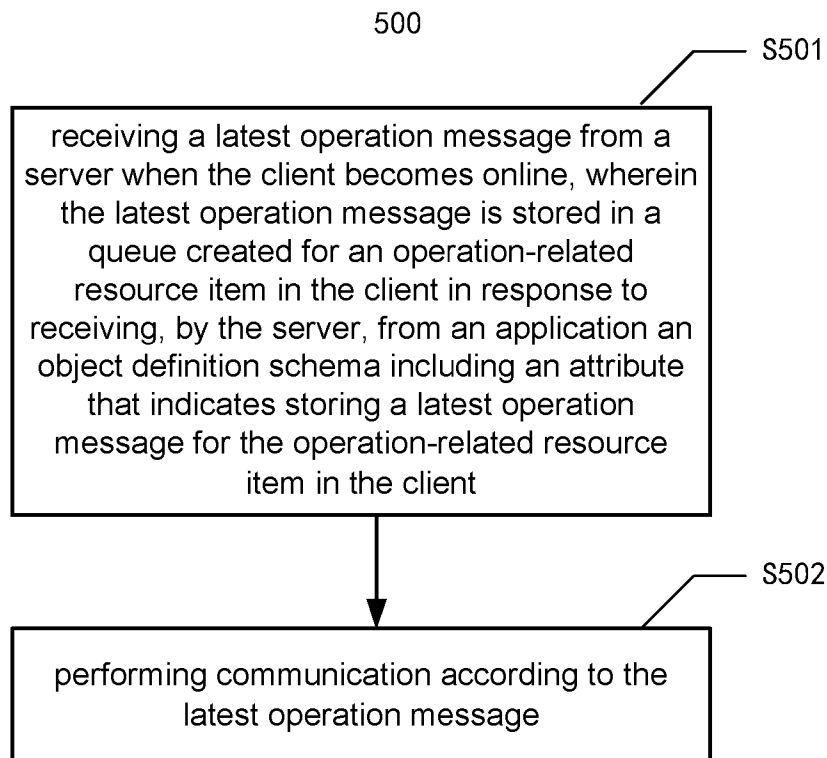 500
S501
receiving a latest operation message from a
server when the client becomes online, wherein
the latest operation message is stored in a
queue created for an operation-related
resource item in the client in response to
receiving, by the server, from an application an
object definition schema including an attribute
that indicates storing a latest operation
message for the operation-related resource
item in the client
S502
performing communication according to the
latest operation message